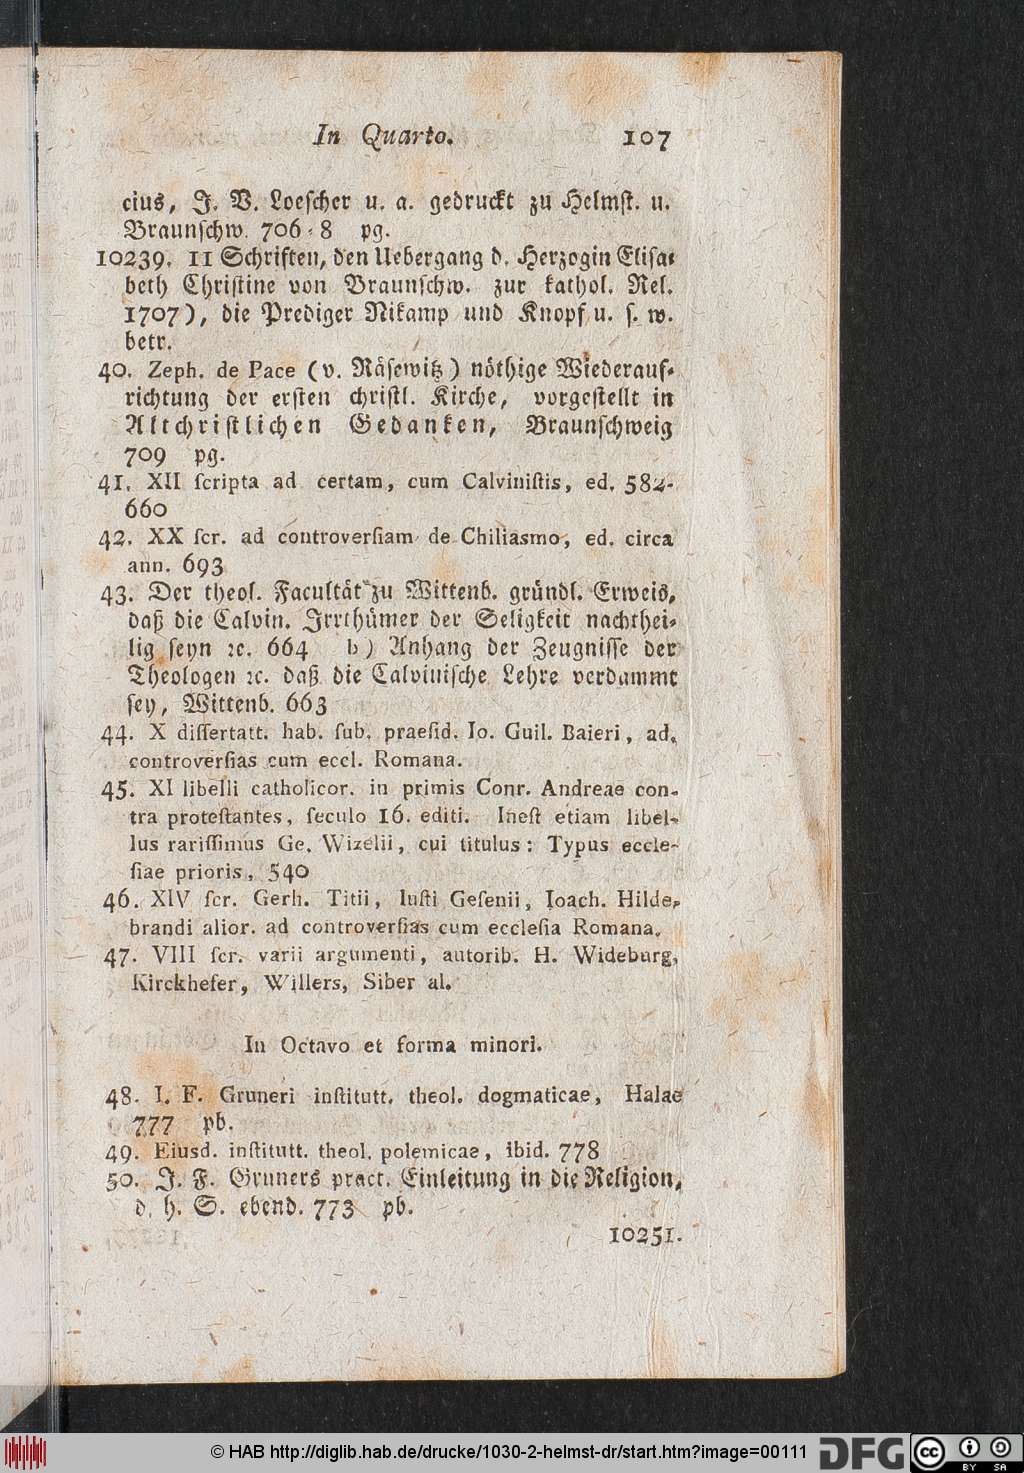 In Quarto. 107
cius, J. V. Loeſcher u. a. gedruckt zu Helmſt. u.
Braunſchw. 706-8 pg.
10239. 11 Schriften, den Uebergang d. Herzogin Eliſa-
beth Chriſtine von Braunſchw. zur kathol. Rel.
1707), die Prediger Nikamp und Knopf u. ſ. w.
betr.
40. Zeph. de Pace (v. Räſewitz) nöthige Wiederauf-
richtung der erſten chriſtl. Kirche, vorgeſtellt in
Altchriſtlichen Gedanken, Braunſchweig
709 pg.
41. XII ſcripta ad certam, cum Calviniſtis, ed. 582-
660
42. XX ſcr. ad controverſiam de Chiliasmo, ed. circa
ann. 693
43. Der theol. Facultät zu Wittenb. gründl. Erweis,
daß die Calvin. Irrthümer der Seligkeit nachthei-
lig ſeyn ꝛc. 664 b) Anhang der Zeugniſſe der
Theologen ꝛc. daß die Calviniſche Lehre verdammt
ſey, Wittenb. 663
44. X diſſertatt. hab. ſub. praeſid. Io. Guil. Baieri, ad.
controverſias cum eccl. Romana.
45. XI libelli catholicor. in primis Conr. Andreae con-
tra proteſtantes, ſeculo 16. editi. Ineſt etiam libel-
lus rariſſimus Ge. Wizelii, cui titulus: Typus eccle-
ſiae prioris, 540
46. XIV ſcr. Gerh. Titii, Iuſti Geſenii, Ioach. Hilde-
brandi alior. ad controverſias cum eccleſia Romana.
47. VIII ſcr. varii argumenti, autorib. H. Wideburg,
Kirckhefer, Willers, Siber al.
In Octavo et forma minori.
48. I. F. Gruneri inſtitutt. theol. dogmaticae, Halae
777 pb.
49. Eiusd. inſtitutt. theol. polemicae, ibid. 778
50. J. F. Gruners pract. Einleitung in die Religion,
d. h. S. ebend. 773 pb.
10251.
© HAB http://diglib.hab.de/drucke/1030-2-helmst-dr/start.htm?image=00111
DFG
cc BY SA